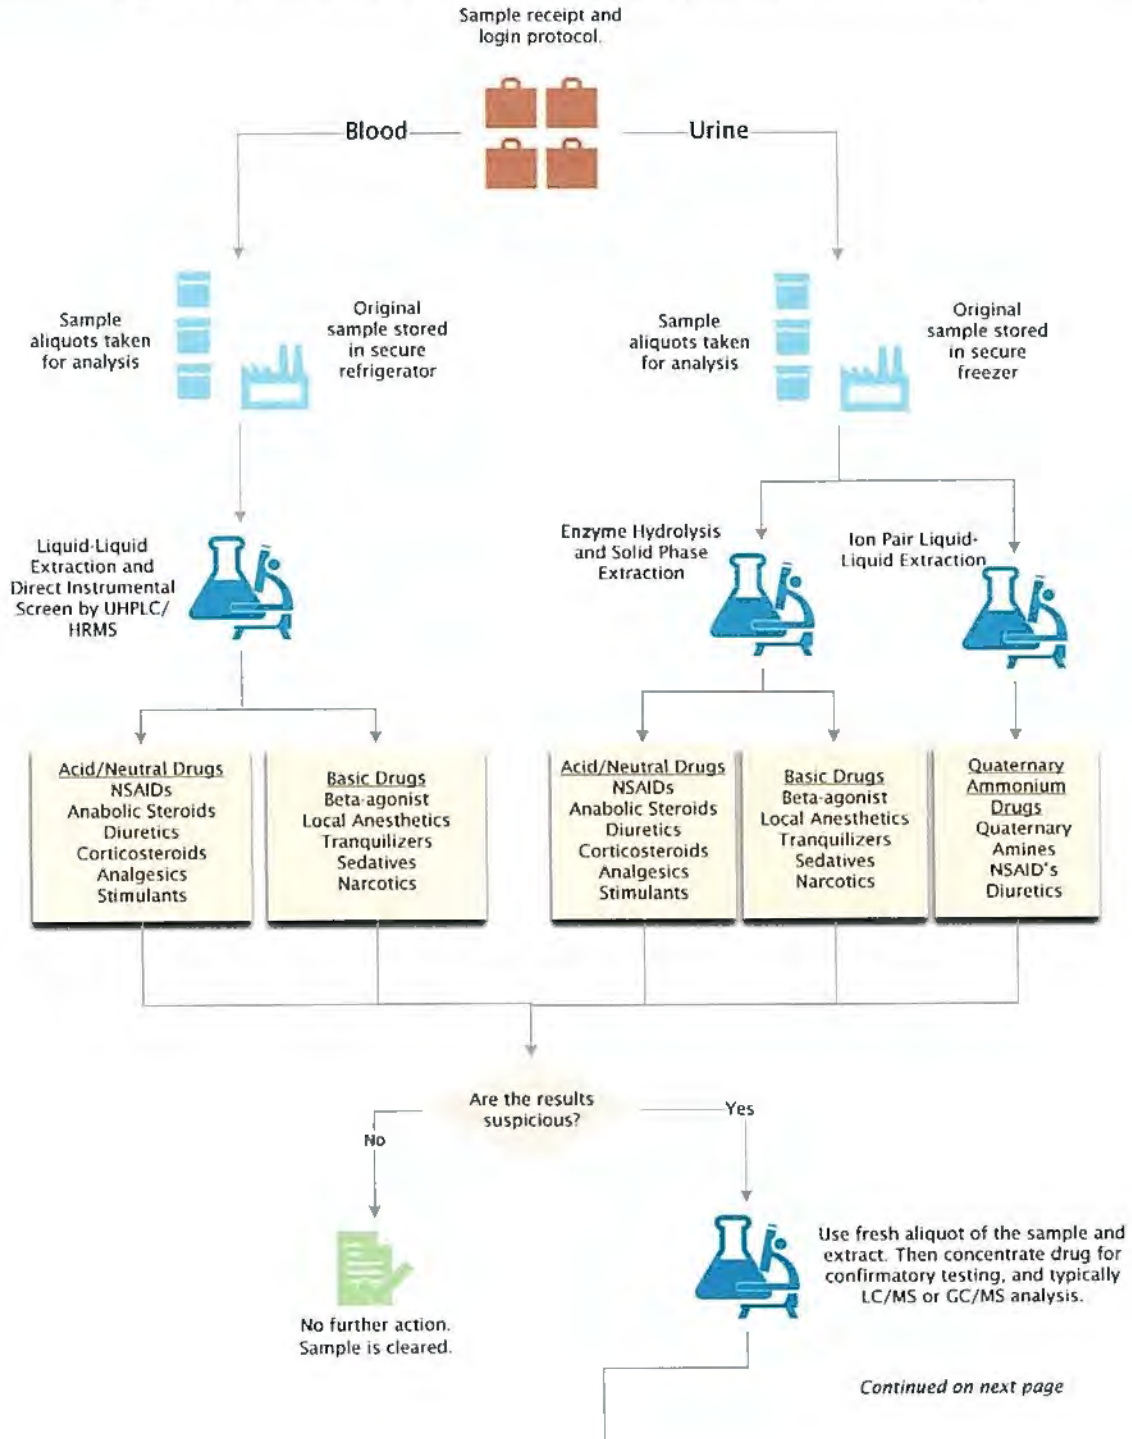 Sample receipt and
login protocol.
Blood
Urine
Sample
aliquots taken
for analysis
Original
sample stored
in secure
refrigerator
Sample
aliquots taken
for analysis
Original
sample stored
in secure
freezer
Liquid-Liquid
Extraction and
Direct Instrumental
Screen by UHPLC/
HRMS
Enzyme Hydrolysis
and Solid Phase
Extraction
Ion Pair Liquid-
Liquid Extraction
Acid/Neutral Drugs
NSAIDs
Anabolic Steroids
Diuretics
Corticosteroids
Analgesics
Stimulants
Basic Drugs
Beta-agonist
Local Anesthetics
Tranquilizers
Sedatives
Narcotics
Acid/Neutral Drugs
NSAIDs
Anabolic Steroids
Diuretics
Corticosteroids
Analgesics
Stimulants
Basic Drugs
Beta-agonist
Local Anesthetics
Tranquilizers
Sedatives
Narcotics
Quaternary
Ammonium
Drugs
Quaternary
Amines
NSAID's
Diuretics
Are the results
suspicious?
No
Yes
No further action.
Sample is cleared.
Use fresh aliquot of the sample and
extract. Then concentrate drug for
confirmatory testing, and typically
LC/MS or GC/MS analysis.
Continued on next page